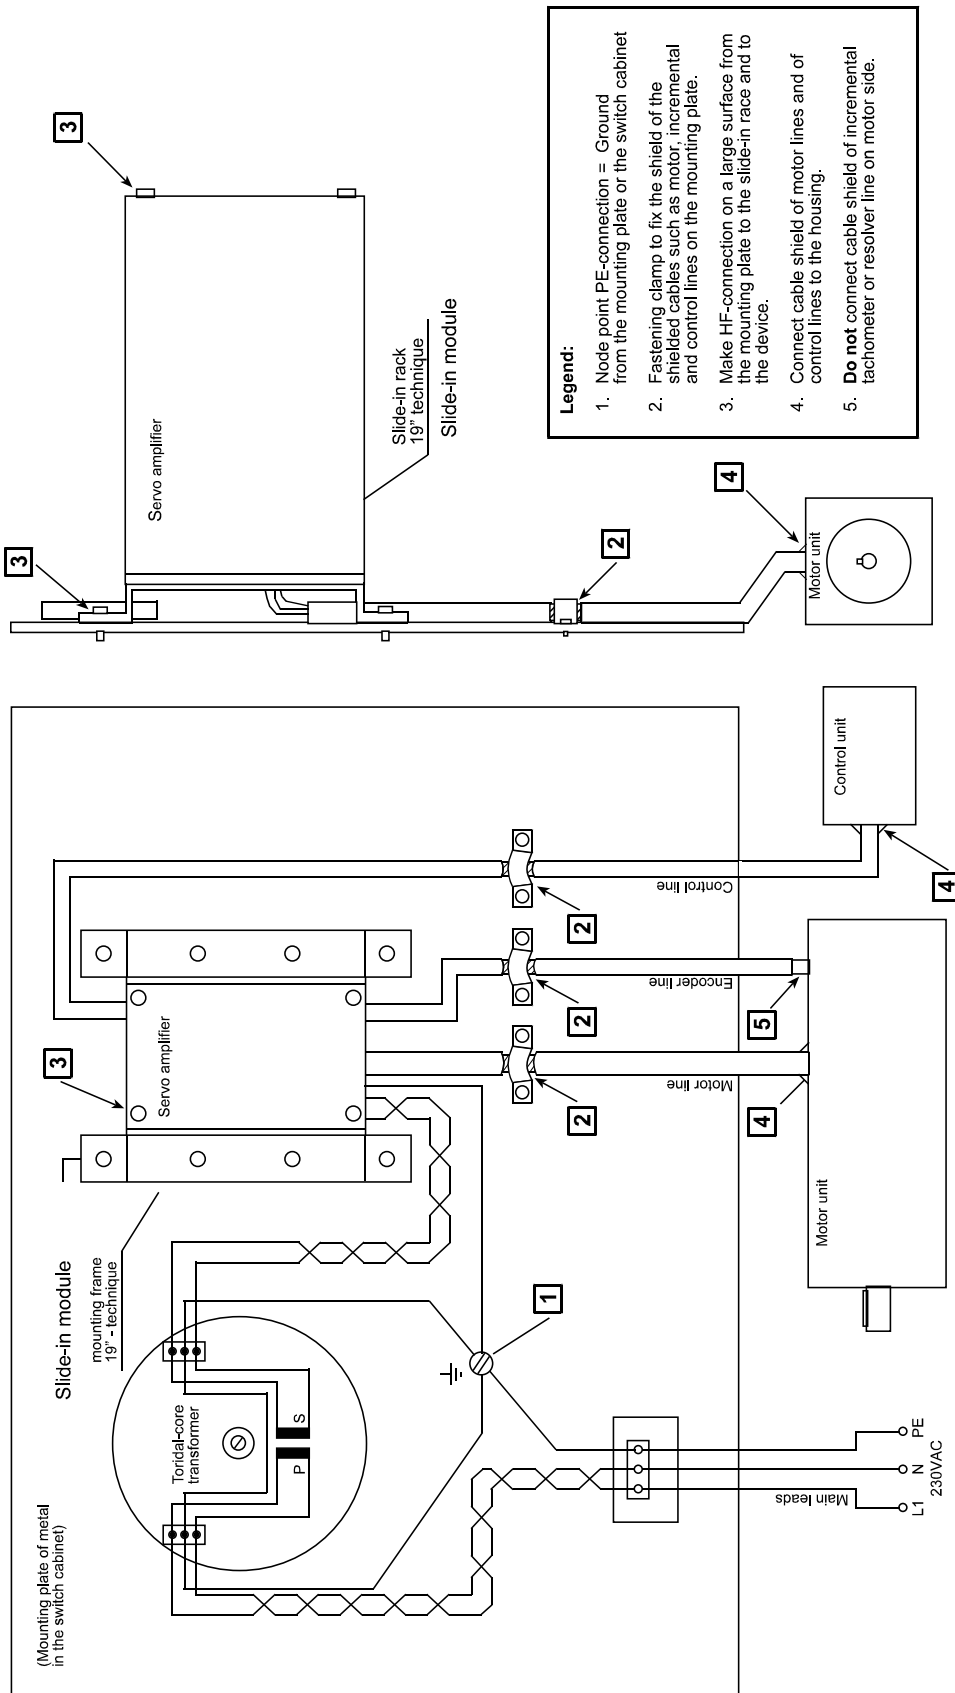 (Mounting plate of metal
in the switch cabinet)
Toridal-core
transformer
P
S
Slide-in module
mounting frame
19" - technique
Servo amplifier
3
1
2
2
2
Motor line
Encoder line
Control line
Main leads
L1
N
PE
230VAC
4
5
4
Motor unit
Control unit
3
3
Servo amplifier
Slide-in rack
19" technique
Slide-in module
2
4
Motor unit
Legend:
1. Node point PE-connection = Ground
from the mounting plate or the switch cabinet
2. Fastening clamp to fix the shield of the
shielded cables such as motor, incremental
and control lines on the mounting plate.
3. Make HF-connection on a large surface from
the mounting plate to the slide-in race and to
the device.
4. Connect cable shield of motor lines and of
control lines to the housing.
5. Do not connect cable shield of incremental
tachometer or resolver line on motor side.